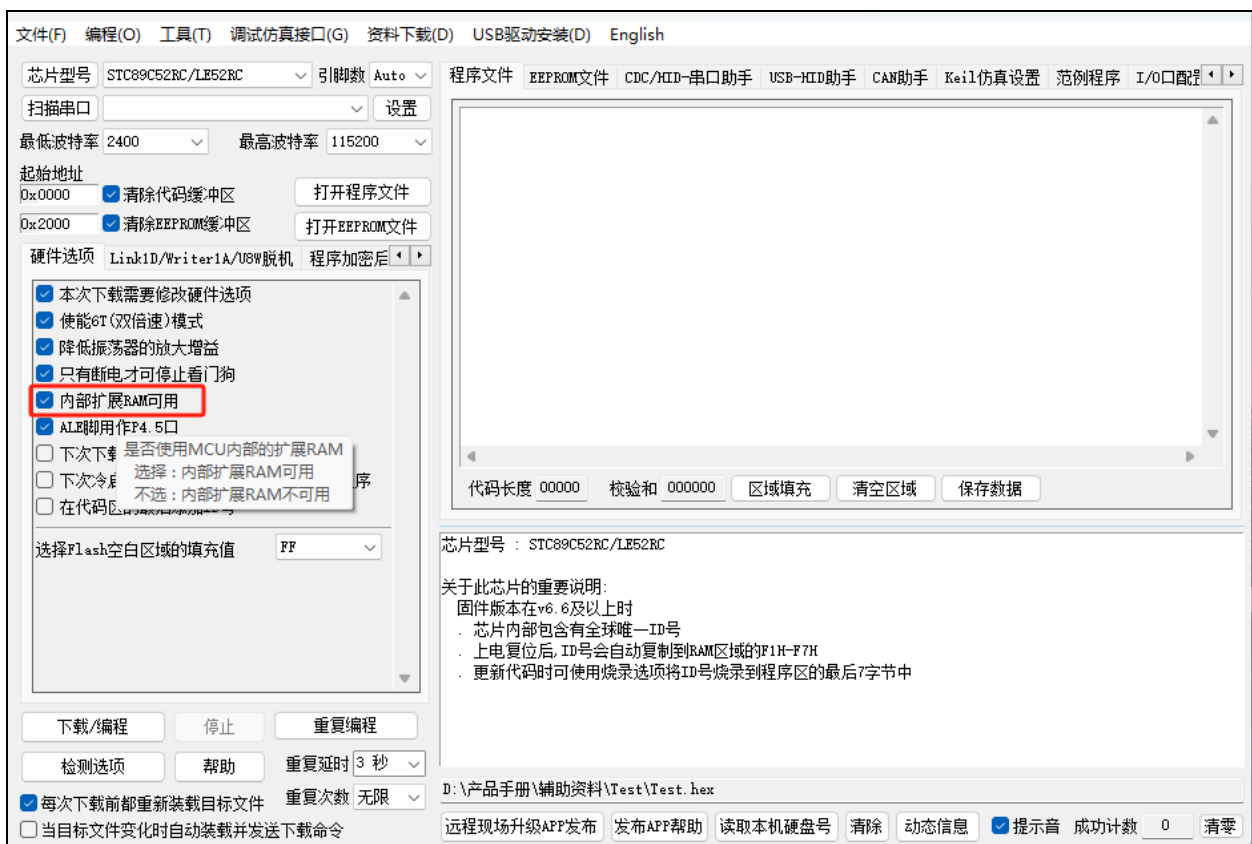 文件(F) 编程(O) 工具(T) 调试仿真接口(G) 资料下载(D) USB驱动安装(D) English
芯片型号 STC89C52RC/LE52RC 引脚数 Auto
扫描串口 设置
最低波特率 2400 最高波特率 115200
起始地址
0x0000 清除代码缓冲区 打开程序文件
0x2000 清除EEPROM缓冲区 打开EEPROM文件
硬件选项 Link1D/Writer1A/U8W脱机 程序加密后
本次下载需要修改硬件选项
使能6T(双倍速)模式
降低振荡器的放大增益
只有断电才可停止看门狗
内部扩展RAM可用
ALE脚用作P4.5口
下次下载
是否使用MCU内部的扩展RAM
选择：内部扩展RAM可用
不选：内部扩展RAM不可用
下次冷启 序
在代码区的最后添加ID号
选择Flash空白区域的填充值 FF
下载/编程 停止 重复编程
检测选项 帮助 重复延时 3 秒
每次下载前都重新装载目标文件 重复次数 无限
当目标文件变化时自动装载并发送下载命令
程序文件 EEPROM文件 CDC/HID-串口助手 USB-HID助手 CAN助手 Keil仿真设置 范例程序 I/O口配置
代码长度 00000 校验和 000000 区域填充 清空区域 保存数据
芯片型号 : STC89C52RC/LE52RC
关于此芯片的重要说明:
固件版本在v6.6及以上时
. 芯片内部包含有全球唯一ID号
. 上电复位后,ID号会自动复制到RAM区域的F1H-F7H
. 更新代码时可使用烧录选项将ID号烧录到程序区的最后7字节中
D:\产品手册\辅助资料\Test\Test.hex
远程现场升级APP发布 发布APP帮助 读取本机硬盘号 清除 动态信息 提示音 成功计数 0 清零